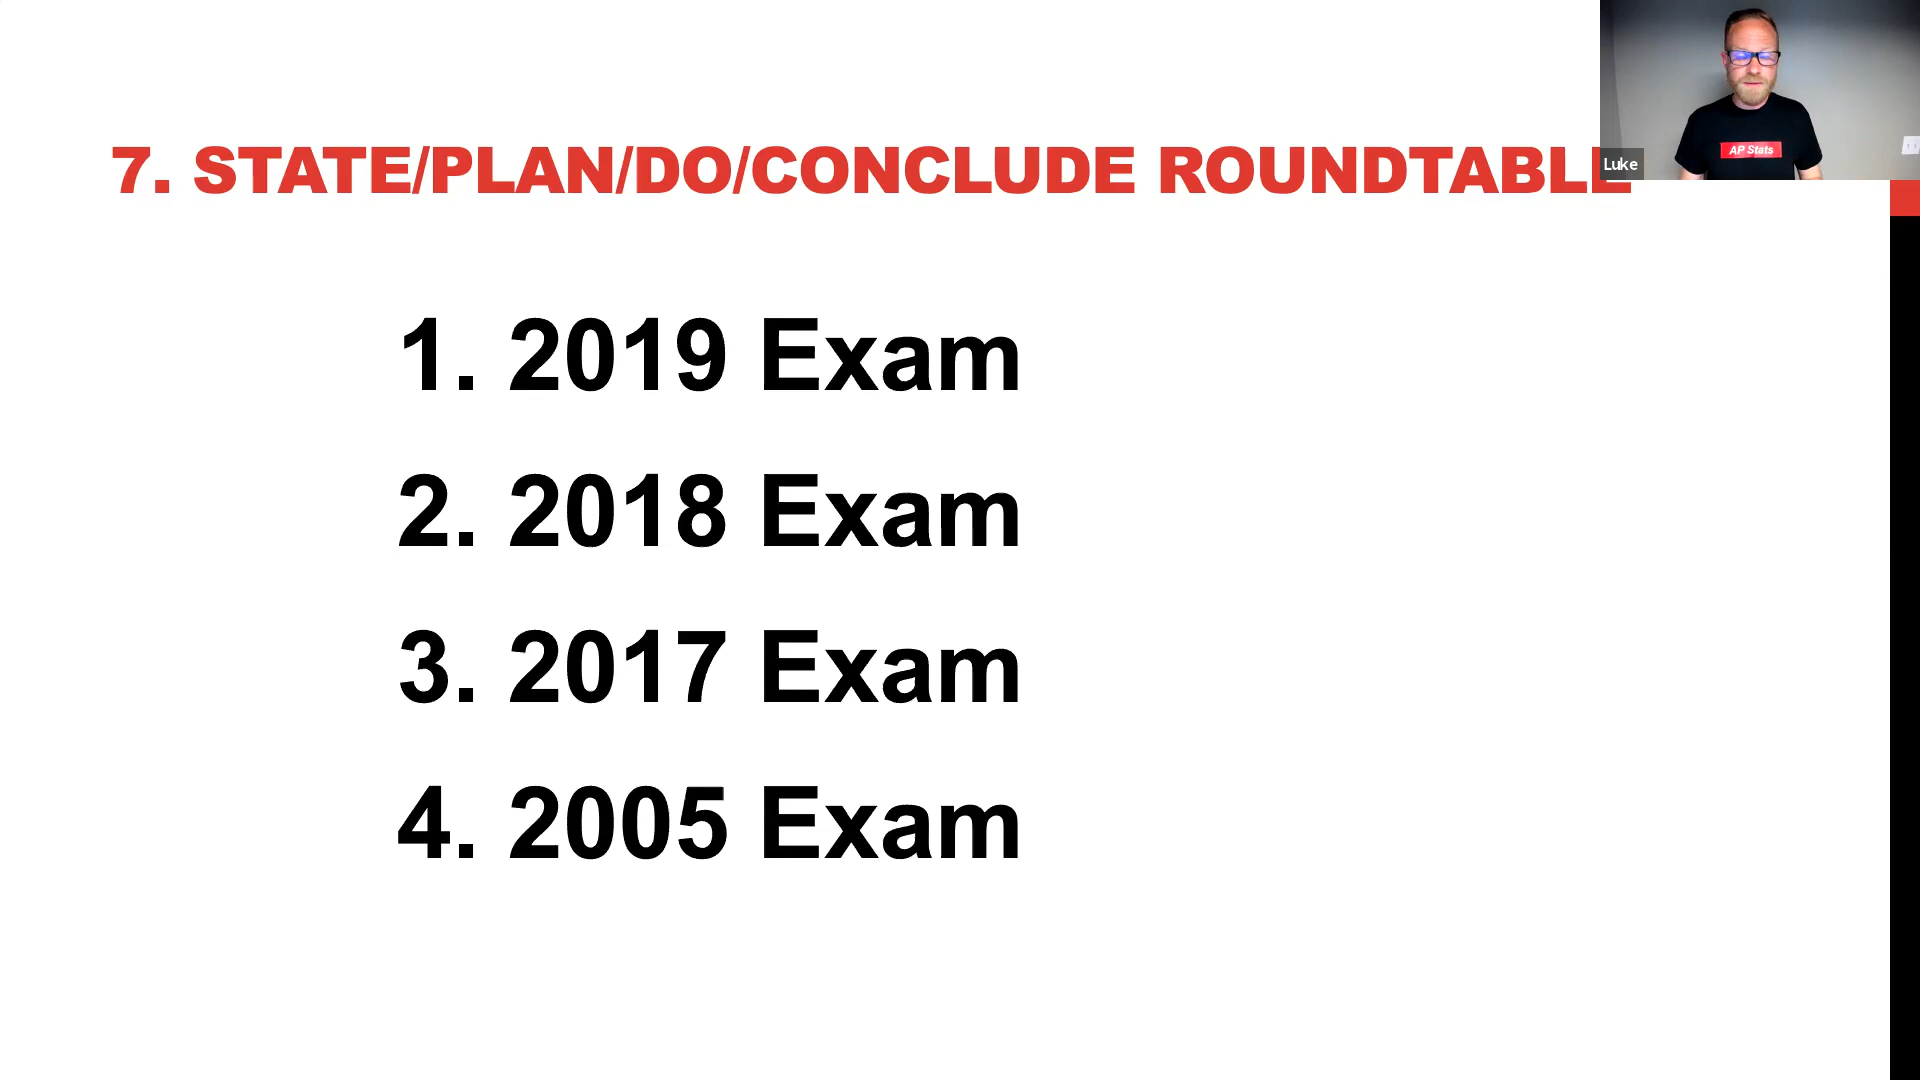 7. STATE/PLAN/DO/CONCLUDE ROUNDTABLE
Luke
AP Stats
1. 2019 Exam
2. 2018 Exam
3. 2017 Exam
4. 2005 Exam